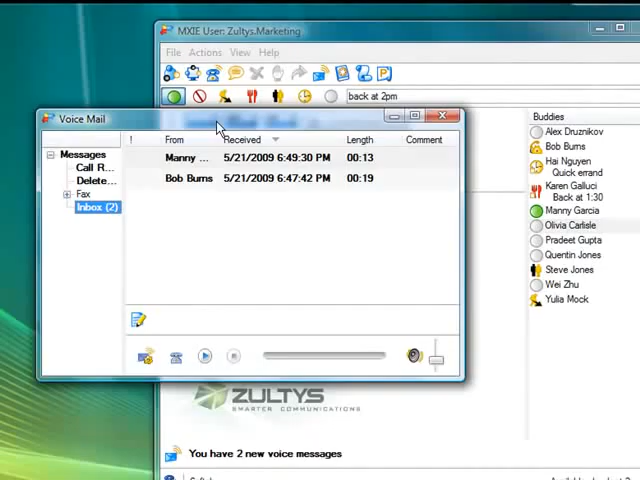 MXIE User: Zultys.Marketing
File Actions View Help
back at 2pm
Voice Mail
! From Received Length Comment
Messages
Call R...
Delete...
Fax
Inbox (2)
Manny ... 5/21/2009 6:49:30 PM 00:13
Bob Burns 5/21/2009 6:47:42 PM 00:19
Buddies
Alex Druznikov
Bob Burns
Hai Nguyen
Quick errand
Karen Galluci
Back at 1:30
Manny Garcia
Olivia Carlisle
Pradeet Gupta
Quentin Jones
Steve Jones
Wei Zhu
Yulia Mock
ZULTYS
SMARTER COMMUNICATIONS
You have 2 new voice messages